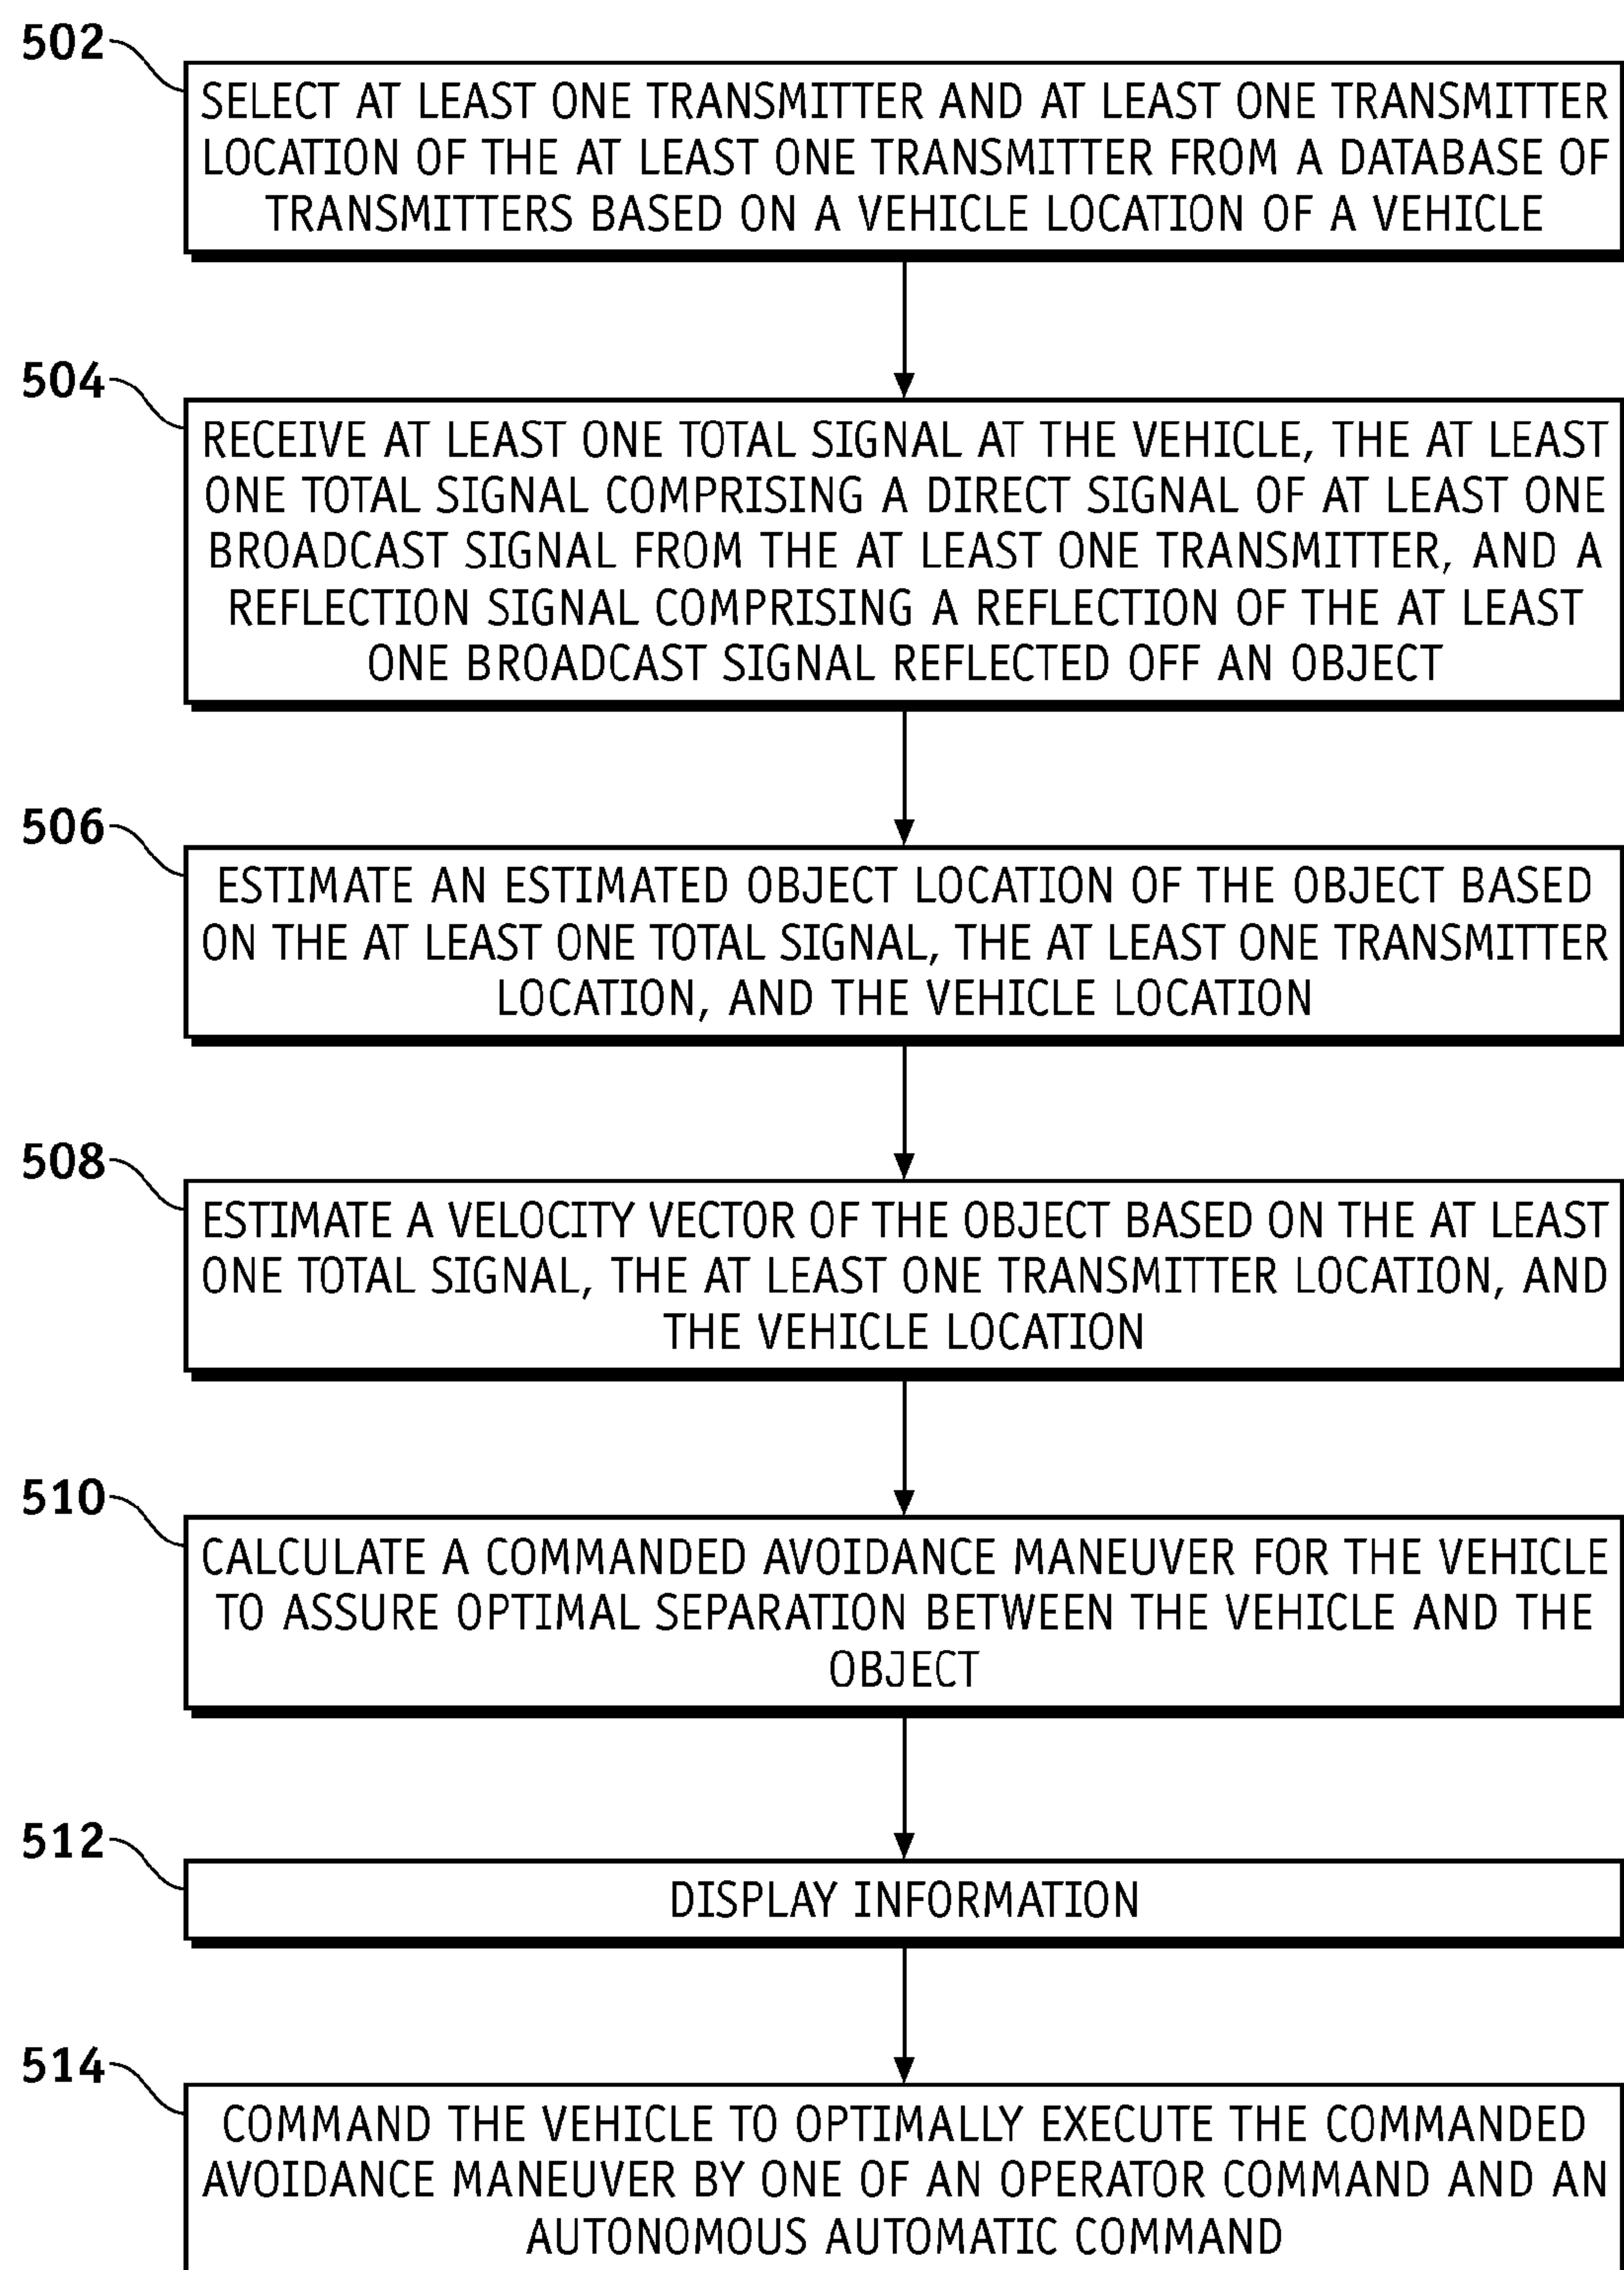 502
SELECT AT LEAST ONE TRANSMITTER AND AT LEAST ONE TRANSMITTER
LOCATION OF THE AT LEAST ONE TRANSMITTER FROM A DATABASE OF
TRANSMITTERS BASED ON A VEHICLE LOCATION OF A VEHICLE
504
RECEIVE AT LEAST ONE TOTAL SIGNAL AT THE VEHICLE, THE AT LEAST
ONE TOTAL SIGNAL COMPRISING A DIRECT SIGNAL OF AT LEAST ONE
BROADCAST SIGNAL FROM THE AT LEAST ONE TRANSMITTER, AND A
REFLECTION SIGNAL COMPRISING A REFLECTION OF THE AT LEAST
ONE BROADCAST SIGNAL REFLECTED OFF AN OBJECT
506
ESTIMATE AN ESTIMATED OBJECT LOCATION OF THE OBJECT BASED
ON THE AT LEAST ONE TOTAL SIGNAL, THE AT LEAST ONE TRANSMITTER
LOCATION, AND THE VEHICLE LOCATION
508
ESTIMATE A VELOCITY VECTOR OF THE OBJECT BASED ON THE AT LEAST
ONE TOTAL SIGNAL, THE AT LEAST ONE TRANSMITTER LOCATION, AND
THE VEHICLE LOCATION
510
CALCULATE A COMMANDED AVOIDANCE MANEUVER FOR THE VEHICLE
TO ASSURE OPTIMAL SEPARATION BETWEEN THE VEHICLE AND THE
OBJECT
512
DISPLAY INFORMATION
514
COMMAND THE VEHICLE TO OPTIMALLY EXECUTE THE COMMANDED
AVOIDANCE MANEUVER BY ONE OF AN OPERATOR COMMAND AND AN
AUTONOMOUS AUTOMATIC COMMAND